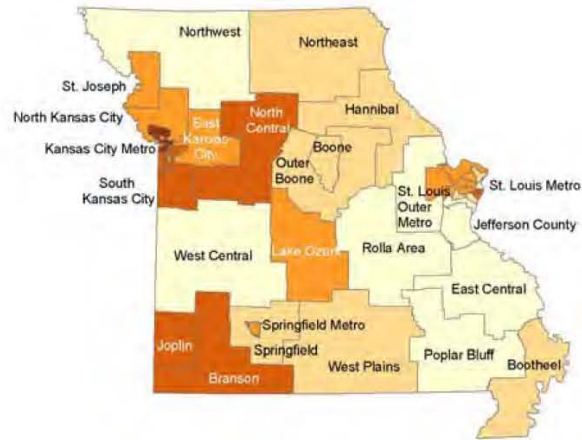 Northwest
Northeast
St. Joseph
North Kansas City
East
Kansas
City
North
Central
Hannibal
Kansas City Metro
Boone
Outer
Boone
South
Kansas City
St. Louis
Outer
Metro
St. Louis Metro
Jefferson County
West Central
Lake Ozark
Rolla Area
East Central
Joplin
Springfield Metro
Springfield
Branson
West Plains
Poplar Bluff
Bootheel